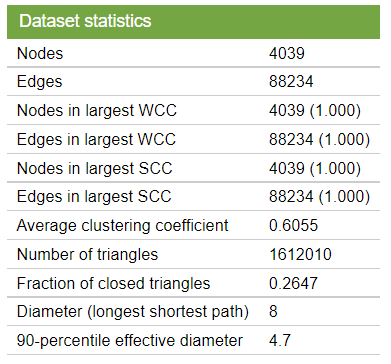 Dataset statistics
Nodes 4039
Edges 88234
Nodes in largest WCC 4039 (1.000)
Edges in largest WCC 88234 (1.000)
Nodes in largest SCC 4039 (1.000)
Edges in largest SCC 88234 (1.000)
Average clustering coefficient 0.6055
Number of triangles 1612010
Fraction of closed triangles 0.2647
Diameter (longest shortest path) 8
90-percentile effective diameter 4.7